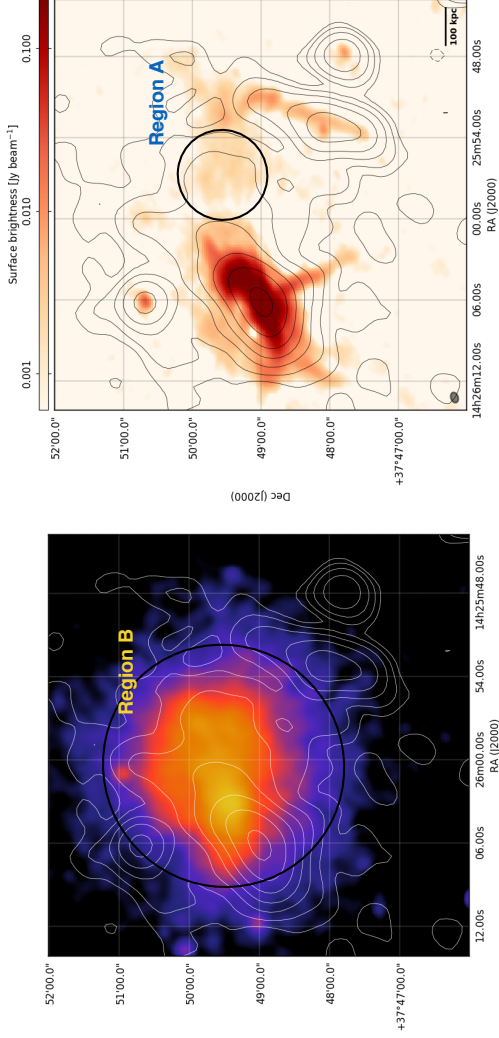 52'00.0"
51'00.0"
50'00.0"
49'00.0"
48'00.0"
+37°47'00.0"
Region B
12.00s 06.00s 26m00.00s 54.00s 14h25m48.00s
RA (J2000)
Surface brightness [Jy beam⁻¹]
0.001 0.010 0.100
Dec (J2000)
52'00.0"
51'00.0"
50'00.0"
49'00.0"
48'00.0"
+37°47'00.0"
Region A
100 kpc
14h26m12.00s 06.00s 00.00s 25m54.00s 48.00s
RA (J2000)